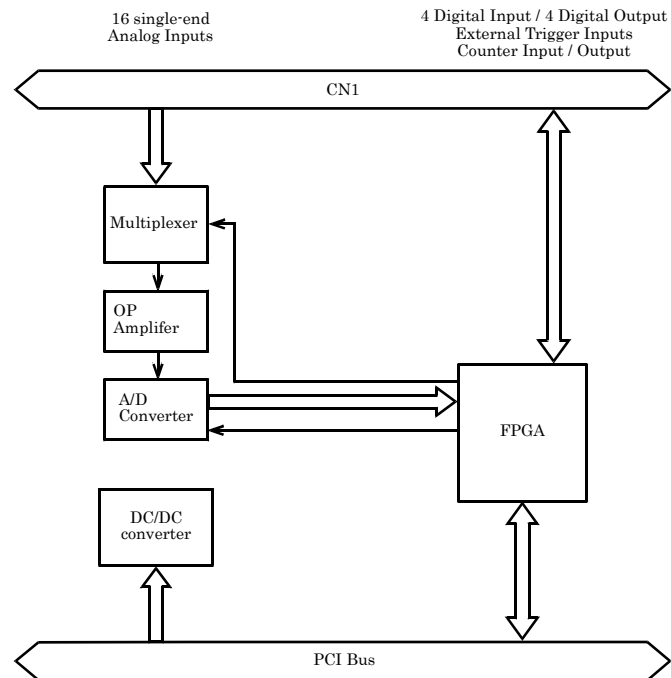 16 single-end
Analog Inputs
4 Digital Input / 4 Digital Output
External Trigger Inputs
Counter Input / Output
CN1
Multiplexer
OP
Amplifer
A/D
Converter
FPGA
DC/DC
converter
PCI Bus